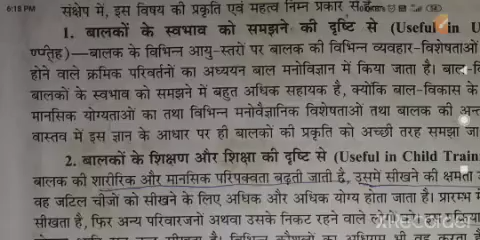 6:15 PM
संक्षेप में, इस विषय की प्रकृति एवं महत्व निम्न प्रकार से है
1. बालकों के स्वभाव को समझने की दृष्टि से (Useful in U
—बालक के विभिन्न आयु-स्तरों पर बालक की विभिन्न व्यवहार-विशेषताओं
होने वाले क्रमिक परिवर्तनों का अध्ययन बाल मनोविज्ञान में किया जाता है। बाल-वि
बालकों के स्वभाव को समझने में बहुत अधिक सहायक है, क्योंकि बाल-विकास के
मानसिक योग्यताओं का तथा विभिन्न मनोवैज्ञानिक विशेषताओं तथा बालक की अन्त
वास्तव में इस ज्ञान के आधार पर ही बालकों की प्रकृति को अच्छी तरह समझा जा
2. बालकों के शिक्षण और शिक्षा की दृष्टि से (Useful in Child Train
बालक की शारीरिक और मानसिक परिपक्वता बढ़ती जाती है, उसमें सीखने की क्षमता
वह जटिल चीजों को सीखने के लिए अधिक और अधिक योग्य होता जाता है। प्रारम्भ में
सीखता है, फिर अन्य परिवारजनों अथवा उसके निकट रहने वाले लोगों
XRecorder